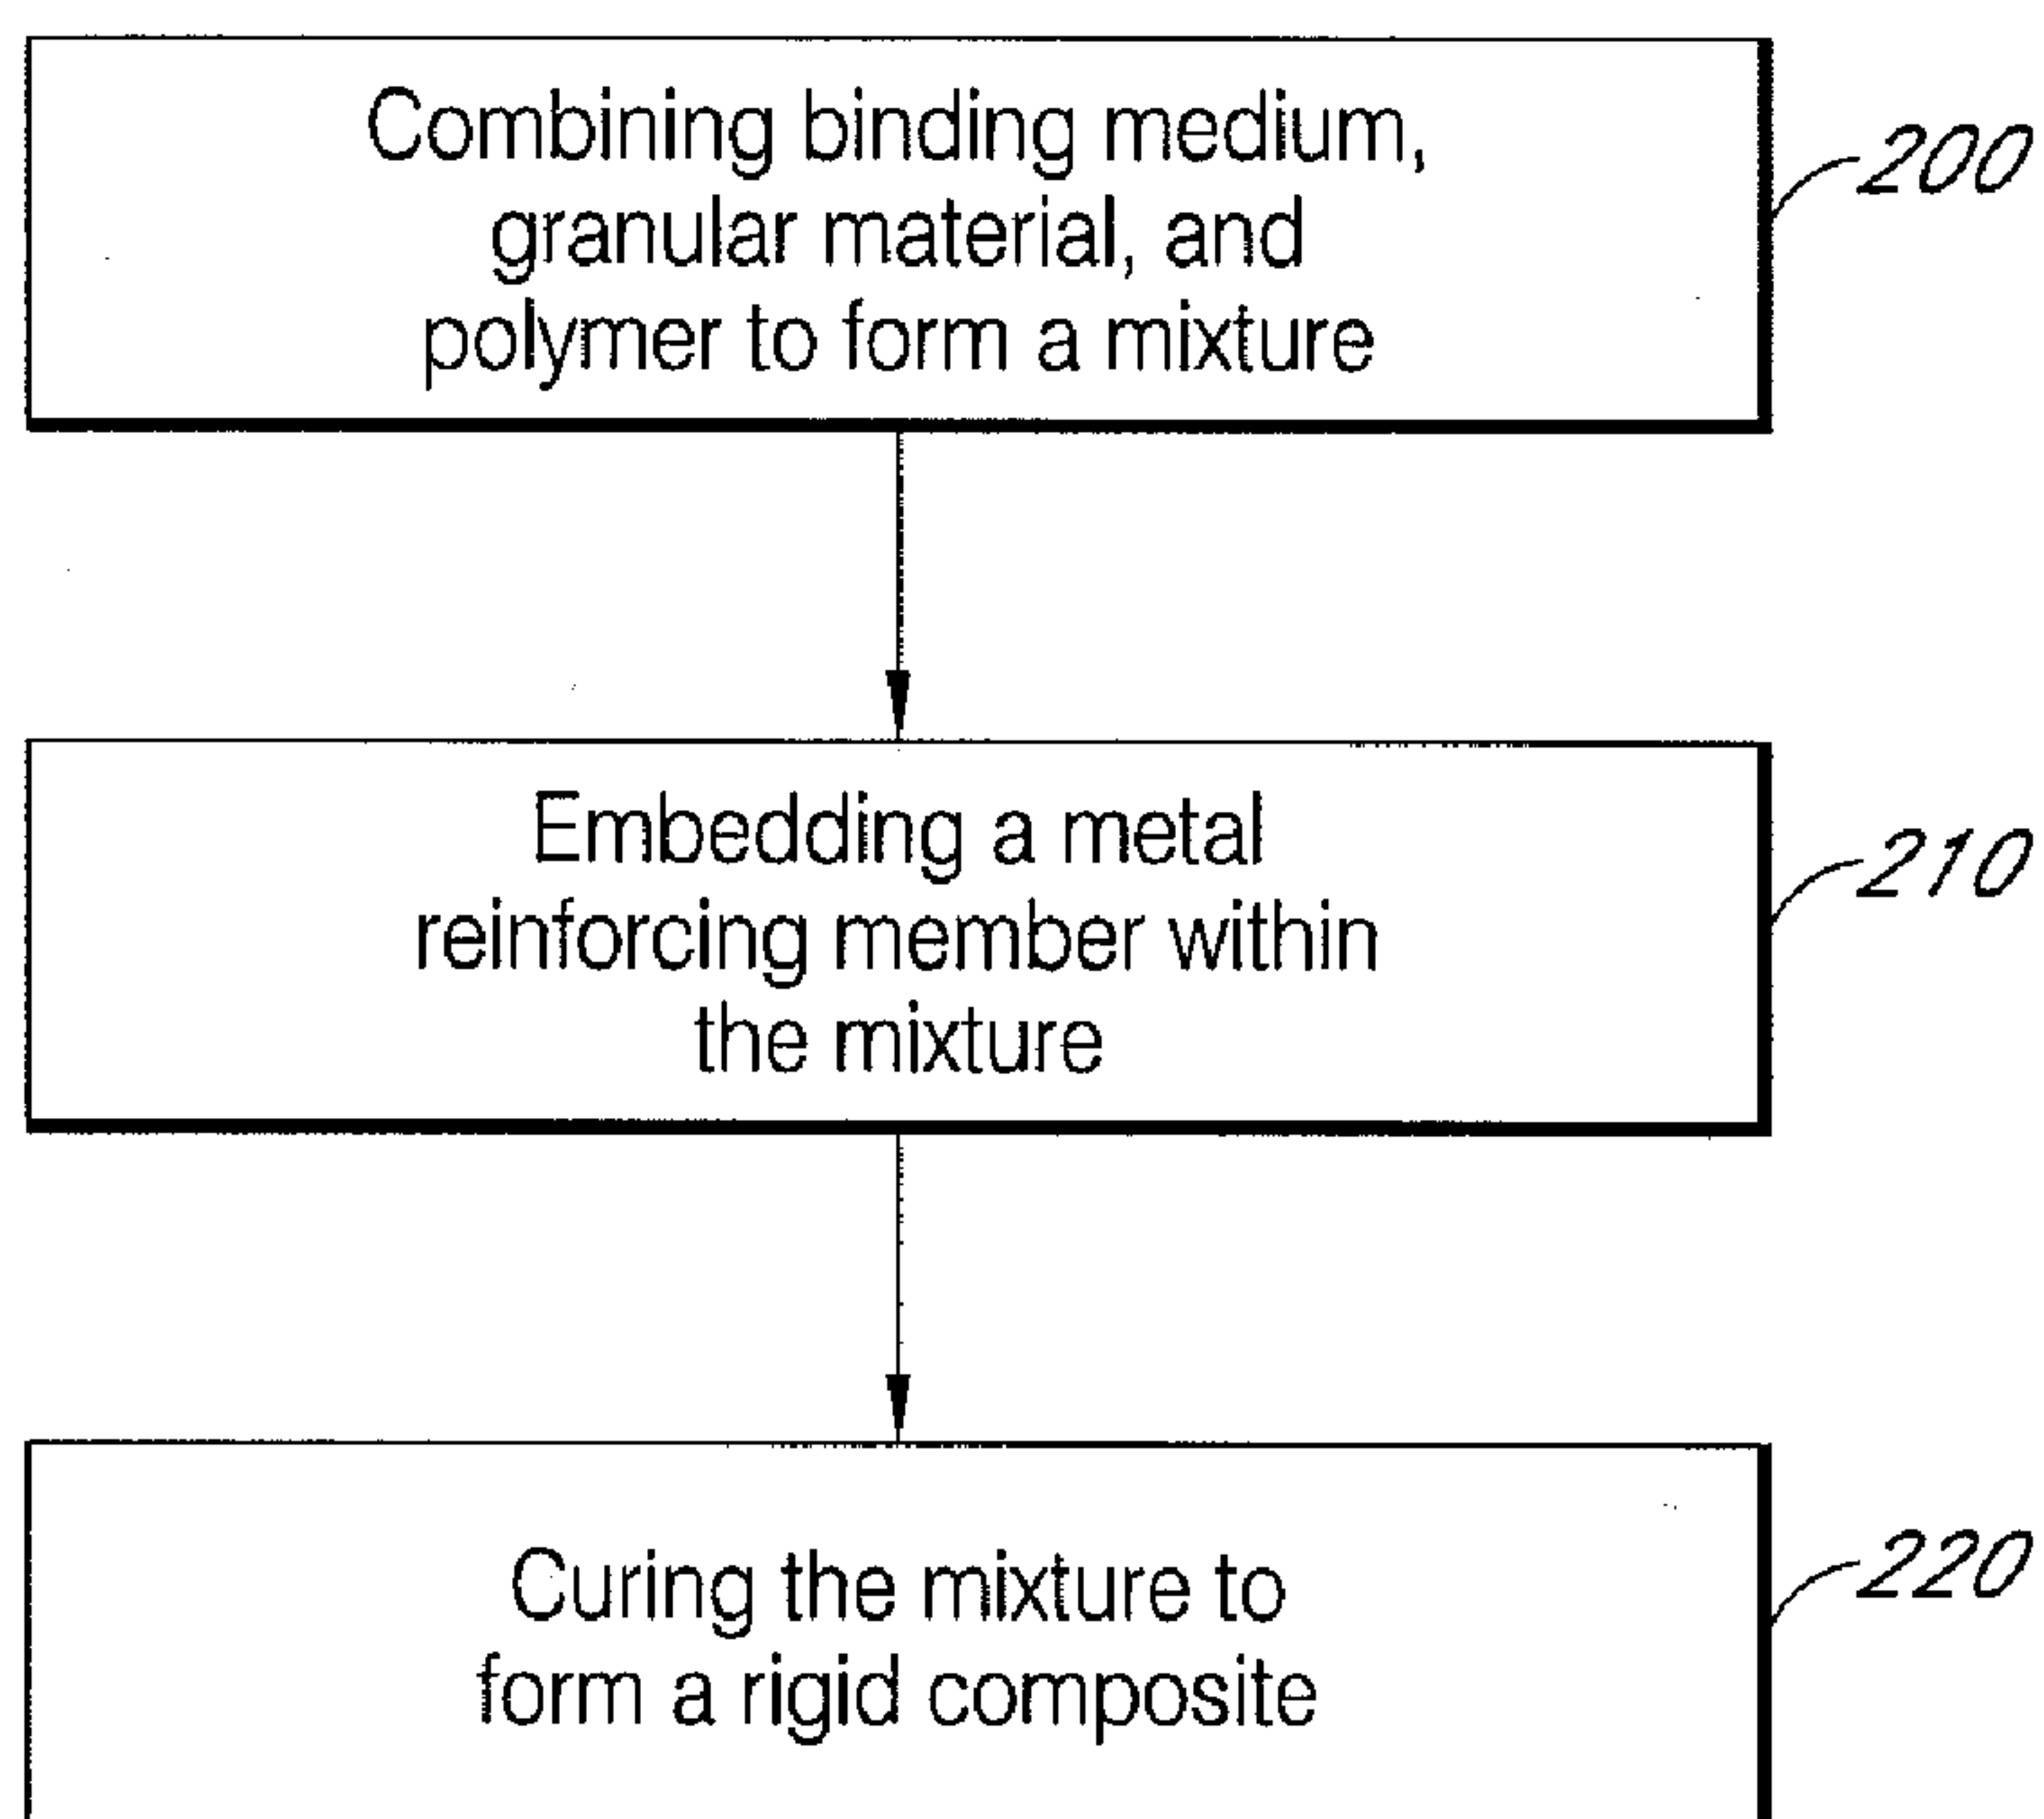 Combining binding medium,
granular material, and
polymer to form a mixture
200
Embedding a metal
reinforcing member within
the mixture
210
Curing the mixture to
form a rigid composite
220